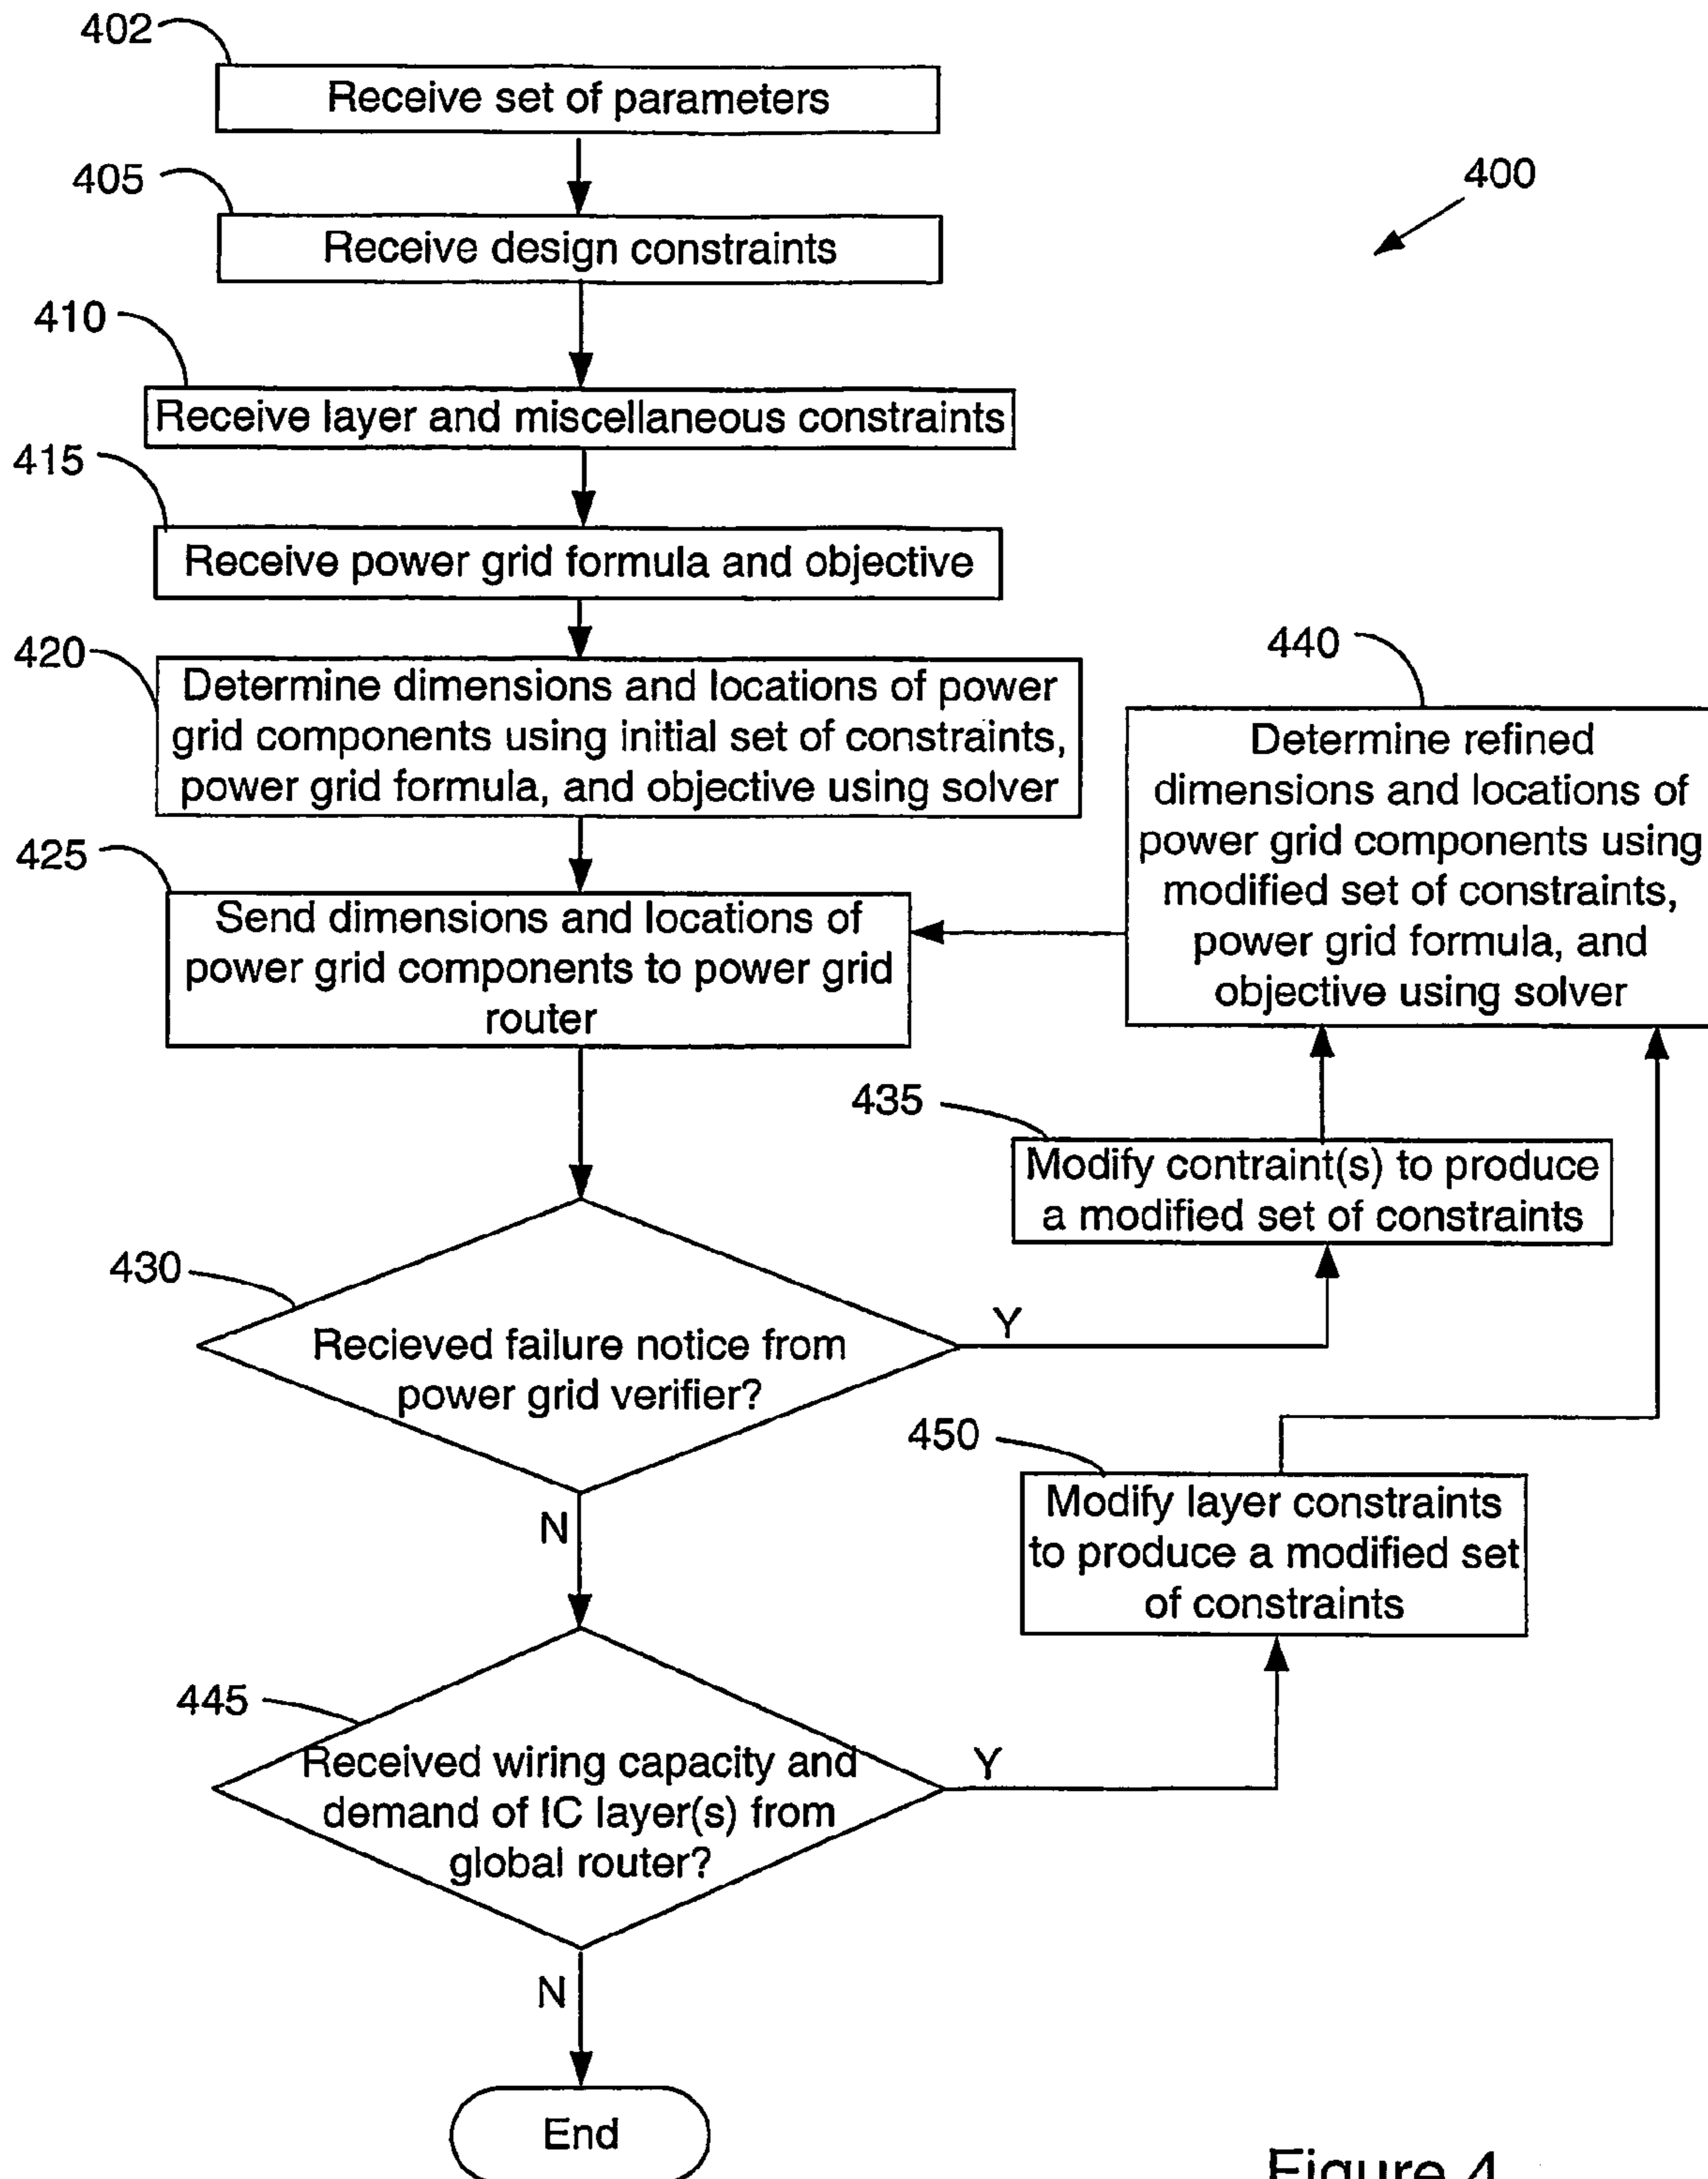 402
Receive set of parameters
405
Receive design constraints
400
410
Receive layer and miscellaneous constraints
415
Receive power grid formula and objective
420
Determine dimensions and locations of power
grid components using initial set of constraints,
power grid formula, and objective using solver
440
Determine refined
dimensions and locations of
power grid components using
modified set of constraints,
power grid formula, and
objective using solver
425
Send dimensions and locations of
power grid components to power grid
router
435
Modify contraint(s) to produce
a modified set of constraints
430
Recieved failure notice from
power grid verifier?
Y
N
450
Modify layer constraints
to produce a modified set
of constraints
445
Received wiring capacity and
demand of IC layer(s) from
global router?
Y
N
End
Figure 4